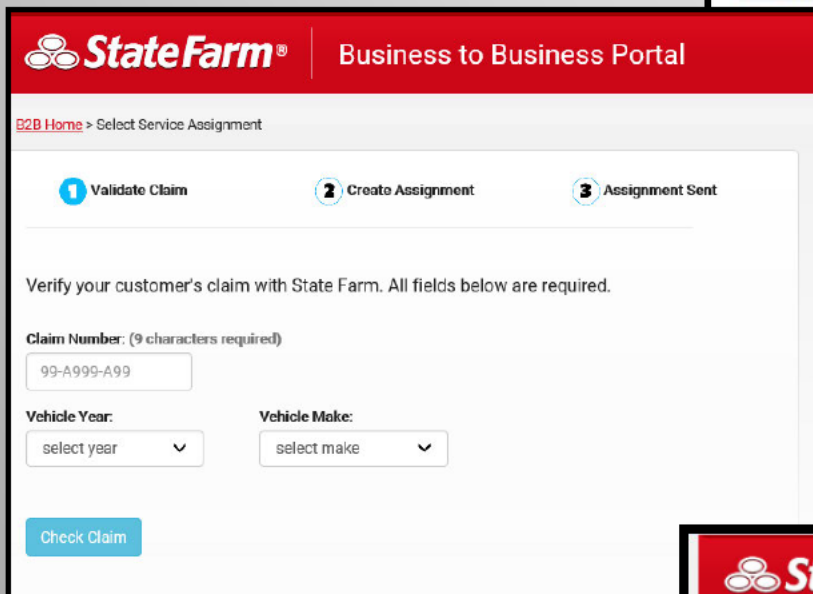 StateFarm® Business to Business Portal
B2B Home > Select Service Assignment
1 Validate Claim 2 Create Assignment 3 Assignment Sent
Verify your customer's claim with State Farm. All fields below are required.
Claim Number: (9 characters required)
99-A999-A99
Vehicle Year: Vehicle Make:
select year select make
Check Claim